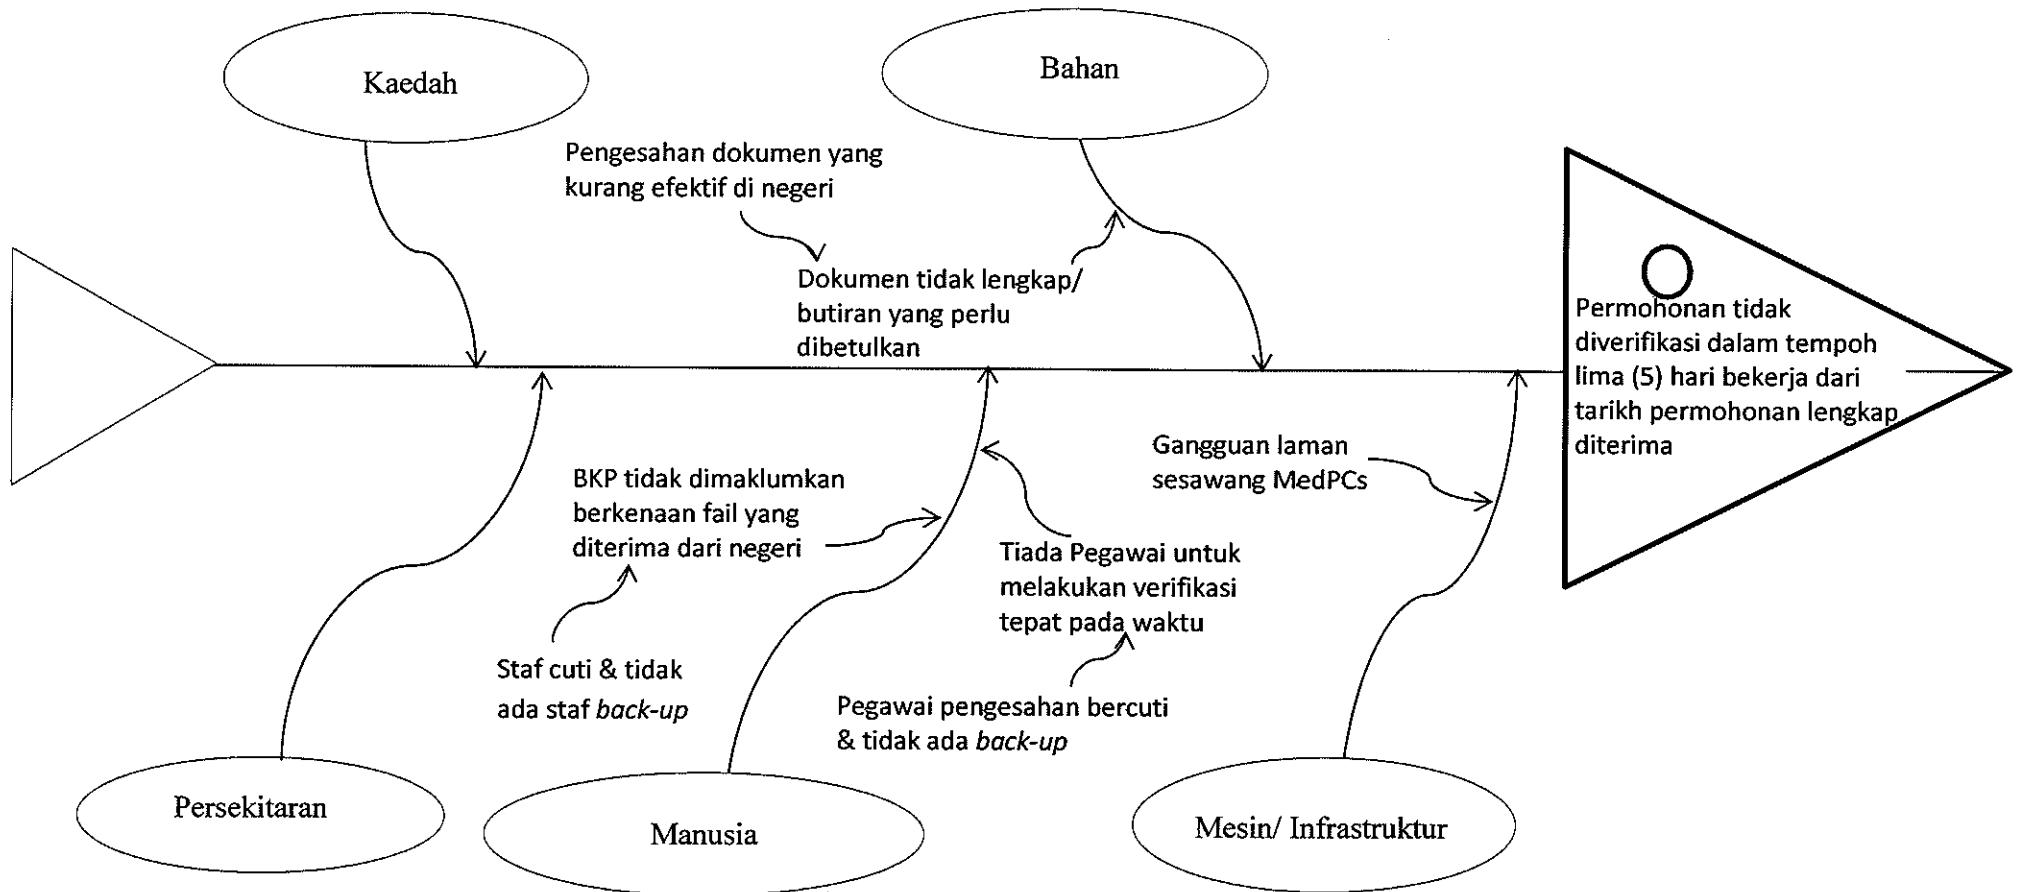 Kaedah
Bahan
Pengesahan dokumen yang
kurang efektif di negeri
Dokumen tidak lengkap/
butiran yang perlu
dibetulkan
Permohonan tidak
diverifikasi dalam tempoh
lima (5) hari bekerja dari
tarikh permohonan lengkap
diterima
BKP tidak dimaklumkan
berkenaan fail yang
diterima dari negeri
Gangguan laman
sesawang MedPCs
Tiada Pegawai untuk
melakukan verifikasi
tepat pada waktu
Staf cuti & tidak
ada staf back-up
Pegawai pengesahan bercuti
& tidak ada back-up
Persekitaran
Manusia
Mesin/ Infrastruktur